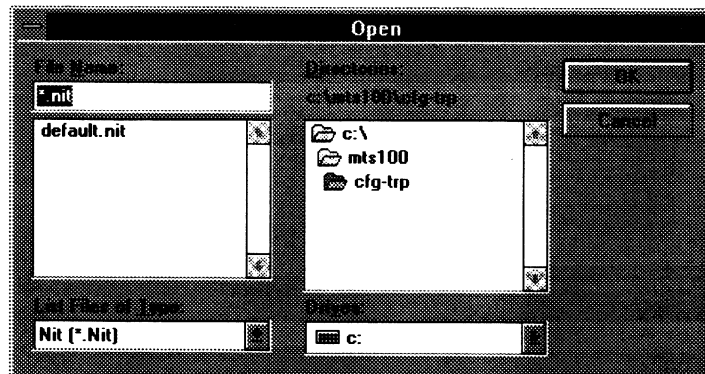 Open
File Name:
*.nit
default.nit
List Files of Type:
Nit (*.Nit)
Directories:
c:\mts100\cfg-trp
c:\
mts100
cfg-trp
Drives:
c:
OK
Cancel